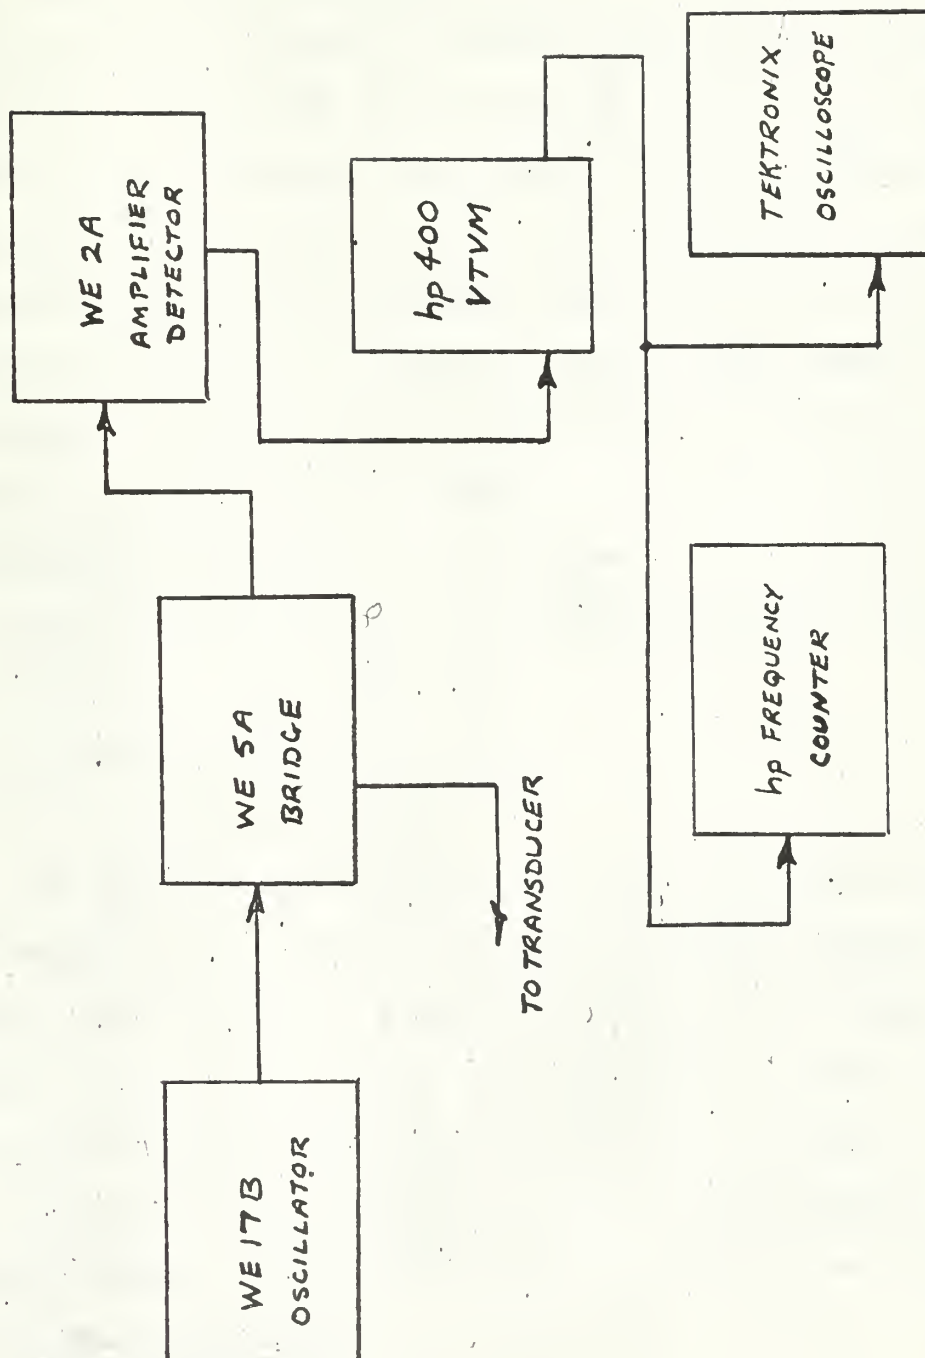 WE 17B
OSCILLATOR
WE 5A
BRIDGE
WE 2A
AMPLIFIER
DETECTOR
TO TRANSDUCER
hp 400
VTVM
hp FREQUENCY
COUNTER
TEKTRONIX
OSCILLOSCOPE